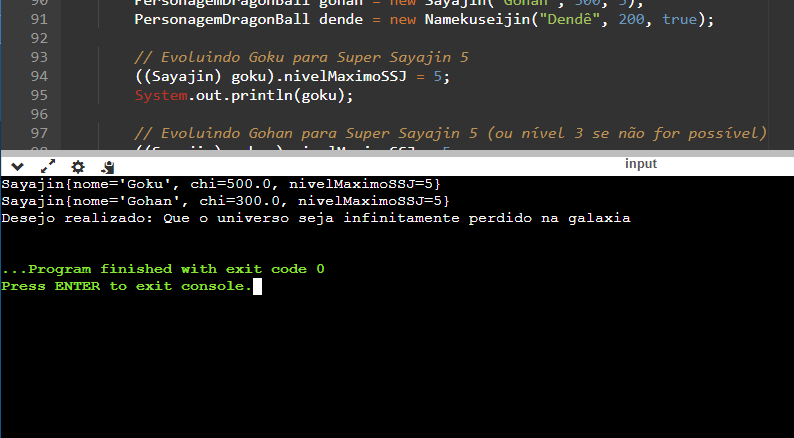 90 PersonagemDragonBall gohan = new Sayajin("Gohan", 300, 3);
91 PersonagemDragonBall dende = new Namekuseijin("Dendê", 200, true);
92
93 // Evoluindo Goku para Super Sayajin 5
94 ((Sayajin) goku).nivelMaximoSSJ = 5;
95 System.out.println(goku);
96
97 // Evoluindo Gohan para Super Sayajin 5 (ou nível 3 se não for possível)
input
Sayajin{nome='Goku', chi=500.0, nivelMaximoSSJ=5}
Sayajin{nome='Gohan', chi=300.0, nivelMaximoSSJ=5}
Desejo realizado: Que o universo seja infinitamente perdido na galaxia
...Program finished with exit code 0
Press ENTER to exit console.